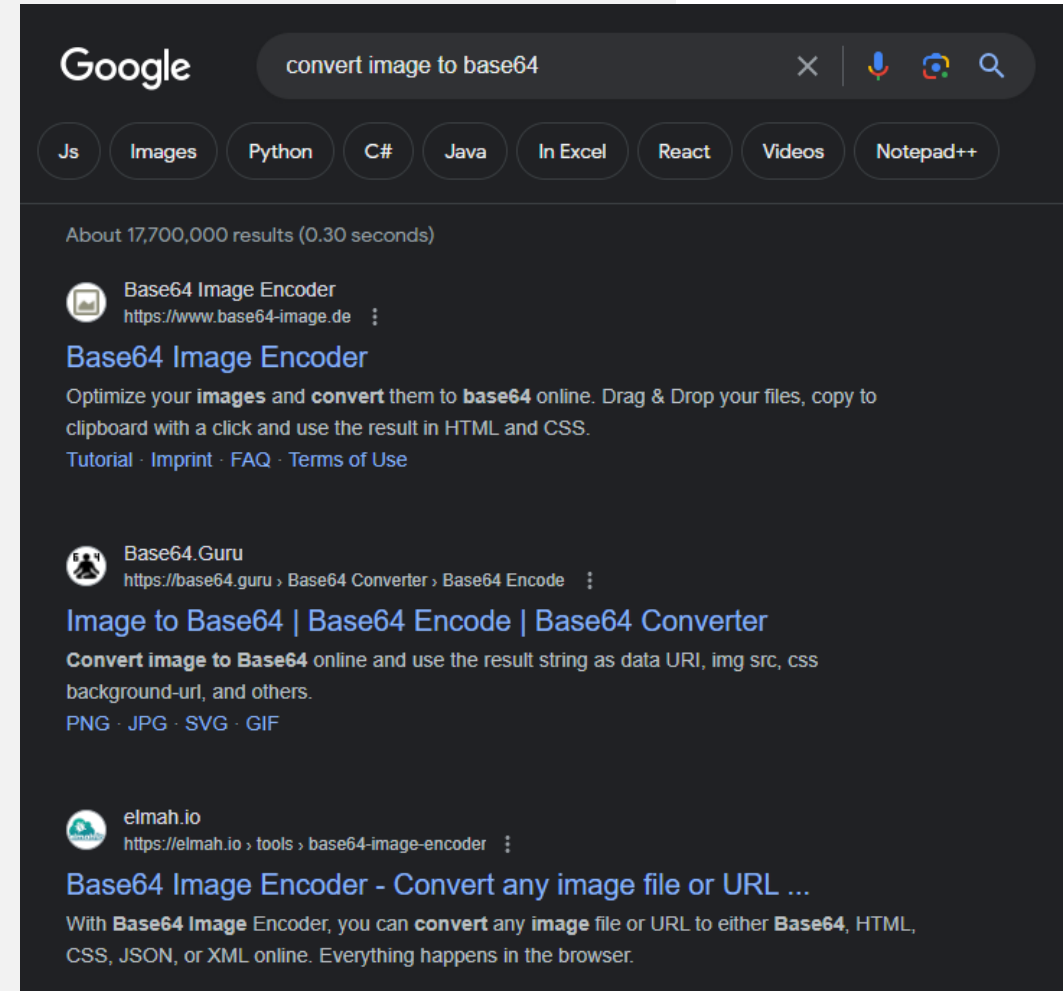 Google
convert image to base64
Js Images Python C# Java In Excel React Videos Notepad++
About 17,700,000 results (0.30 seconds)
Base64 Image Encoder
https://www.base64-image.de
Base64 Image Encoder
Optimize your images and convert them to base64 online. Drag & Drop your files, copy to
clipboard with a click and use the result in HTML and CSS.
Tutorial · Imprint · FAQ · Terms of Use
Base64.Guru
https://base64.guru › Base64 Converter › Base64 Encode
Image to Base64 | Base64 Encode | Base64 Converter
Convert image to Base64 online and use the result string as data URI, img src, css
background-url, and others.
PNG · JPG · SVG · GIF
elmah.io
https://elmah.io › tools › base64-image-encoder
Base64 Image Encoder - Convert any image file or URL ...
With Base64 Image Encoder, you can convert any image file or URL to either Base64, HTML,
CSS, JSON, or XML online. Everything happens in the browser.